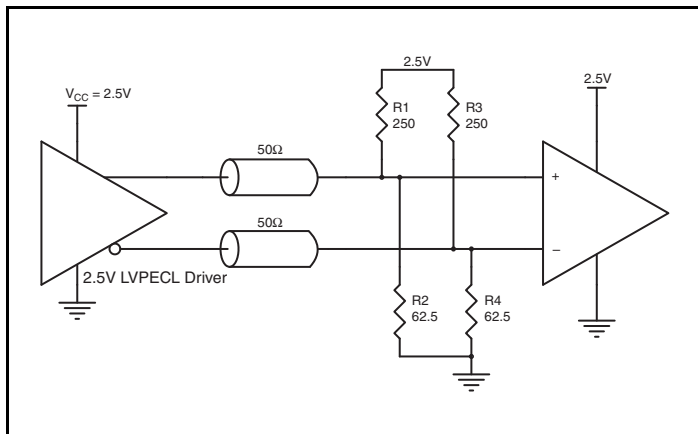 2.5V
V_CC = 2.5V
2.5V
R1
250
R3
250
50Ω
+
50Ω
−
2.5V LVPECL Driver
R2
62.5
R4
62.5